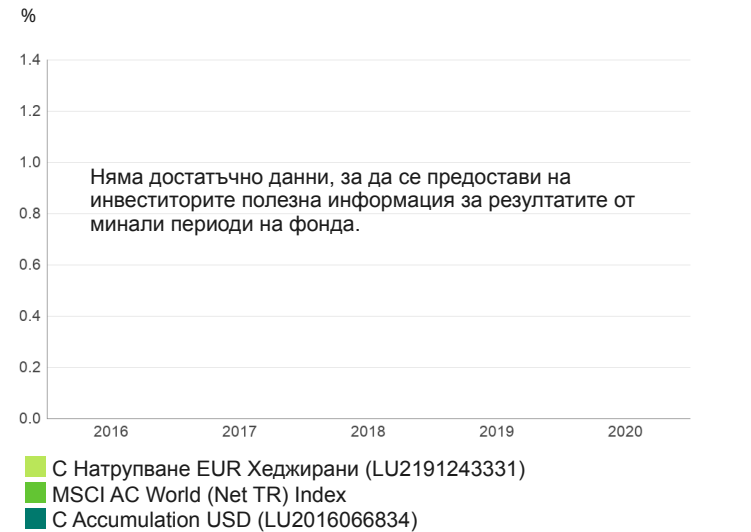 %
1.4
1.2
1.0
Няма достатъчно данни, за да се предостави на
инвеститорите полезна информация за резултатите от
минали периоди на фонда.
0.8
0.6
0.4
0.2
0.0
2016 2017 2018 2019 2020
C Натрупване EUR Хеджирани (LU2191243331)
MSCI AC World (Net TR) Index
C Accumulation USD (LU2016066834)